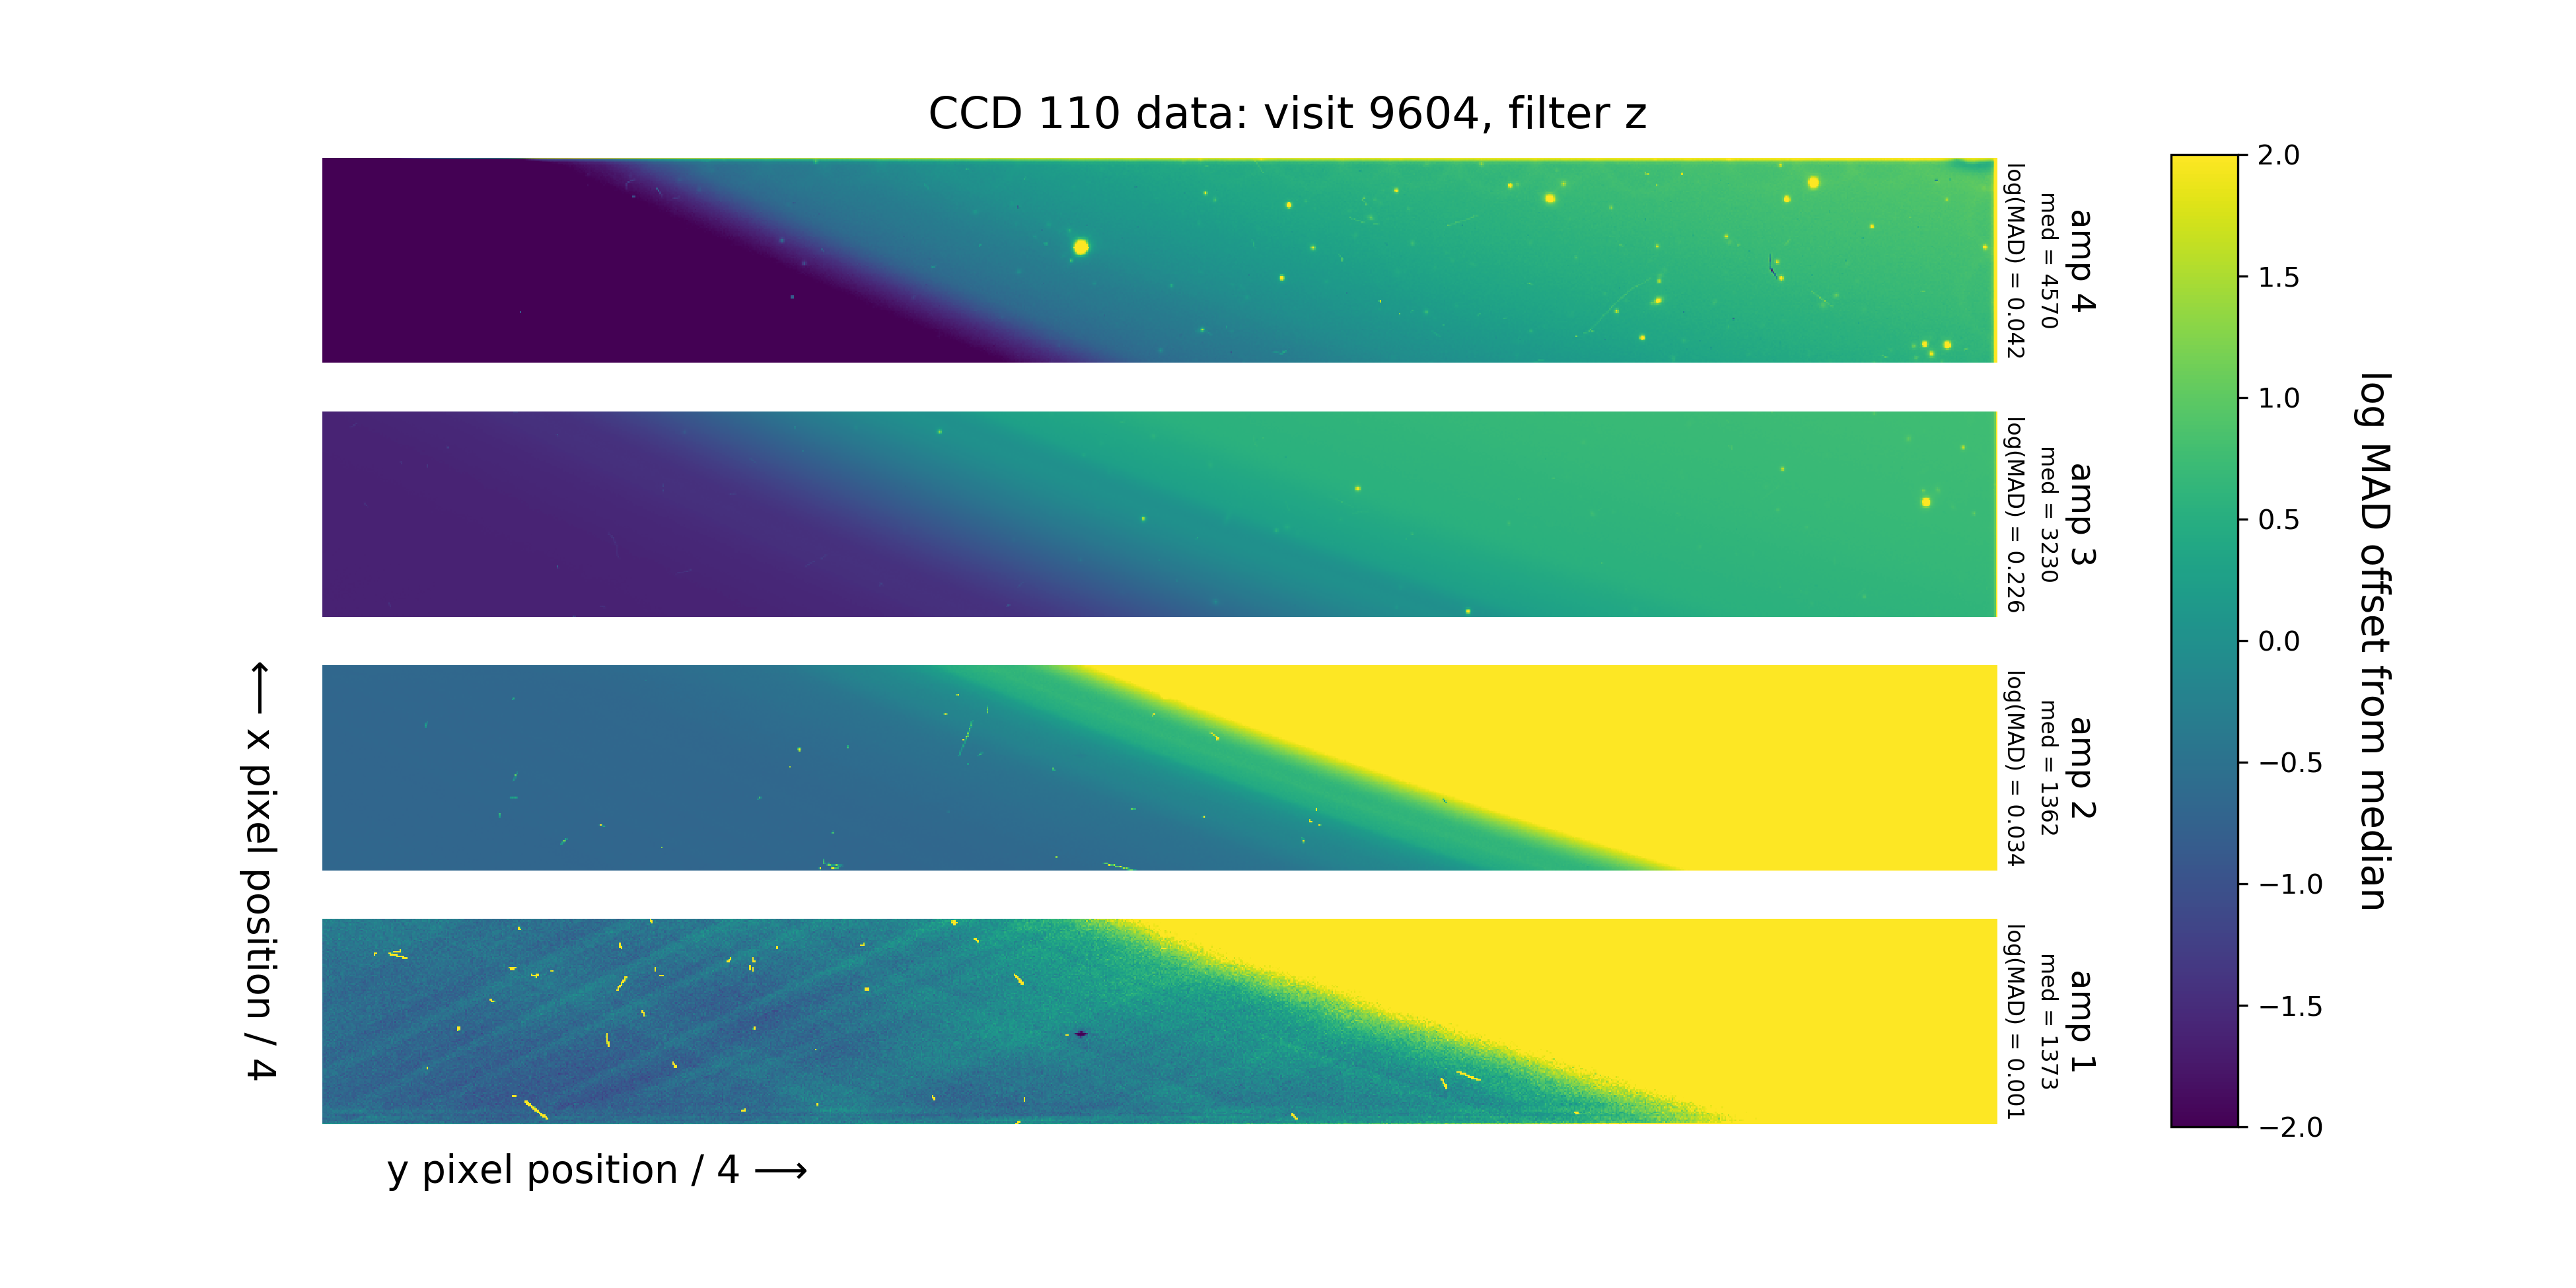 CCD 110 data: visit 9604, filter z
amp 4
med = 4570
log(MAD) = 0.042
amp 3
med = 3230
log(MAD) = 0.226
amp 2
med = 1362
log(MAD) = 0.034
amp 1
med = 1373
log(MAD) = 0.001
⟵ x pixel position / 4
y pixel position / 4 ⟶
2.0
1.5
1.0
0.5
0.0
−0.5
−1.0
−1.5
−2.0
log MAD offset from median